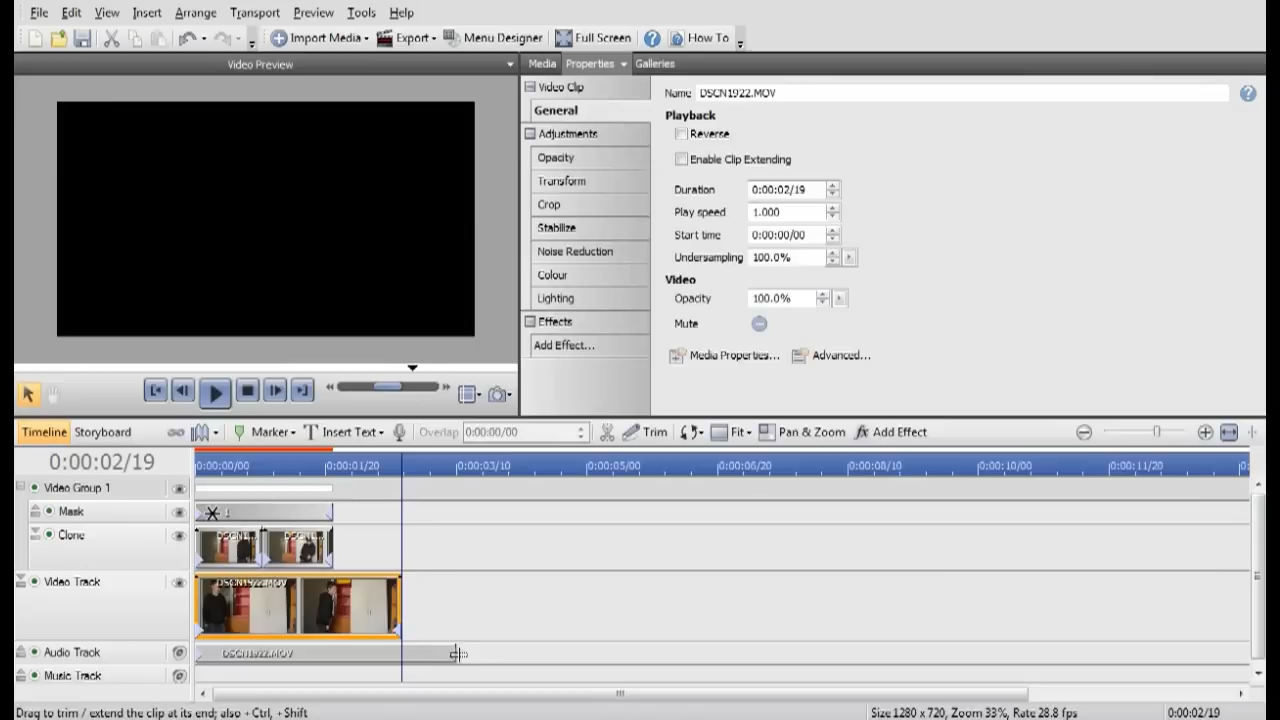 File Edit View Insert Arrange Transport Preview Tools Help
Import Media Export Menu Designer Full Screen ? How To
Video Preview
Media Properties Galleries
Video Clip
General
Adjustments
Opacity
Transform
Crop
Stabilize
Noise Reduction
Colour
Lighting
Effects
Add Effect...
Name DSCN1922.MOV ?
Playback
Reverse
Enable Clip Extending
Duration 0:00:02/19
Play speed 1.000
Start time 0:00:00/00
Undersampling 100.0%
Video
Opacity 100.0%
Mute
Media Properties... Advanced...
Timeline Storyboard Marker Insert Text Overlap 0:00:00/00 Trim Fit Pan & Zoom fx Add Effect
0:00:02/19 0:00:00/00 0:00:01/20 0:00:03/10 0:00:05/00 0:00:06/20 0:00:08/10 0:00:10/00 0:00:11/20
Video Group 1
Mask 1
Clone DSCN1... DSCN1...
Video Track DSCN1922.MOV
Audio Track DSCN1922.MOV
Music Track
Drag to trim / extend the clip at its end; also + Ctrl, + Shift Size 1280 x 720, Zoom 33%, Rate 28.8 fps 0:00:02/19